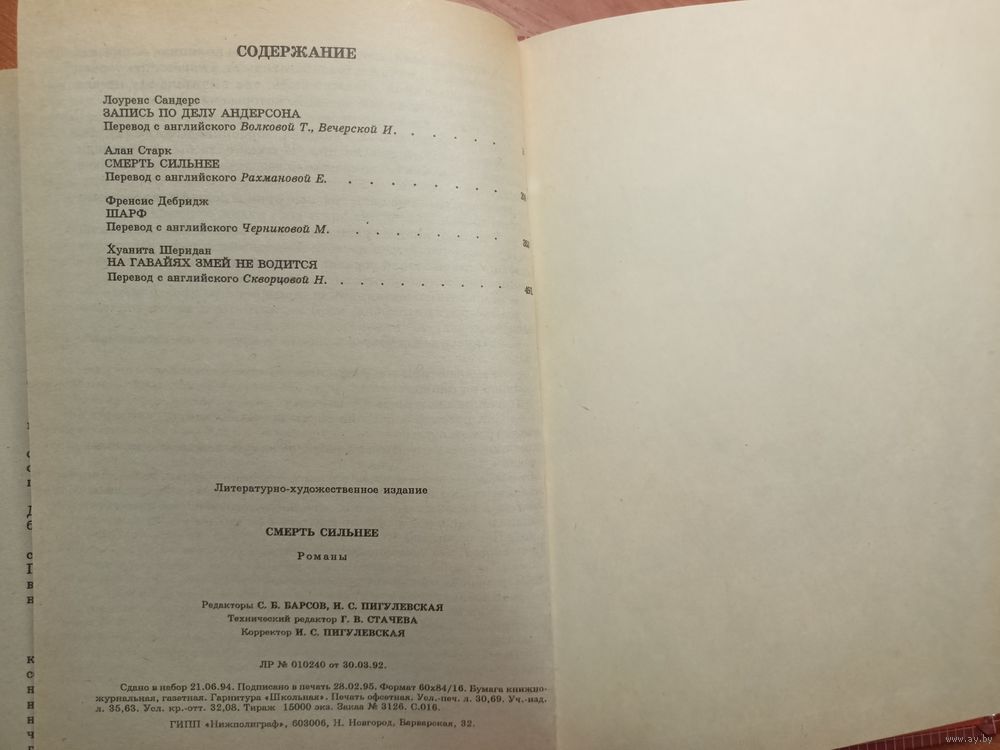 СОДЕРЖАНИЕ
Лоуренс Сандерс
ЗАПИСЬ ПО ДЕЛУ АНДЕРСОНА
Перевод с английского Волковой Т., Вечерской И. . . . . . .
Алан Старк
СМЕРТЬ СИЛЬНЕЕ
Перевод с английского Рахмановой Е. . . . . . . . .
Френсис Дебридж
ШАРФ
Перевод с английского Черниковой М. . . . . . . . .
Хуанита Шеридан
НА ГАВАЙЯХ ЗМЕЙ НЕ ВОДИТСЯ
Перевод с английского Скворцовой Н. . . . . . . . . . . 451
Литературно-художественное издание
СМЕРТЬ СИЛЬНЕЕ
Романы
Редакторы С. Б. БАРСОВ, И. С. ПИГУЛЕВСКАЯ
Технический редактор Г. В. СТАЧЕВА
Корректор И. С. ПИГУЛЕВСКАЯ
ЛР № 010240 от 30.03.92.
Сдано в набор 21.06.94. Подписано в печать 28.02.95. Формат 60х84/16. Бумага книжно-
журнальная, газетная. Гарнитура «Школьная». Печать офсетная. Усл.-печ. л. 30,69. Уч.-изд.
л. 35,63. Усл. кр.-отт. 32,08. Тираж 15000 экз. Заказ № 3126. С.016.
ГИПП «Нижполиграф», 603006, Н. Новгород, Варварская, 32.
www.ay.by